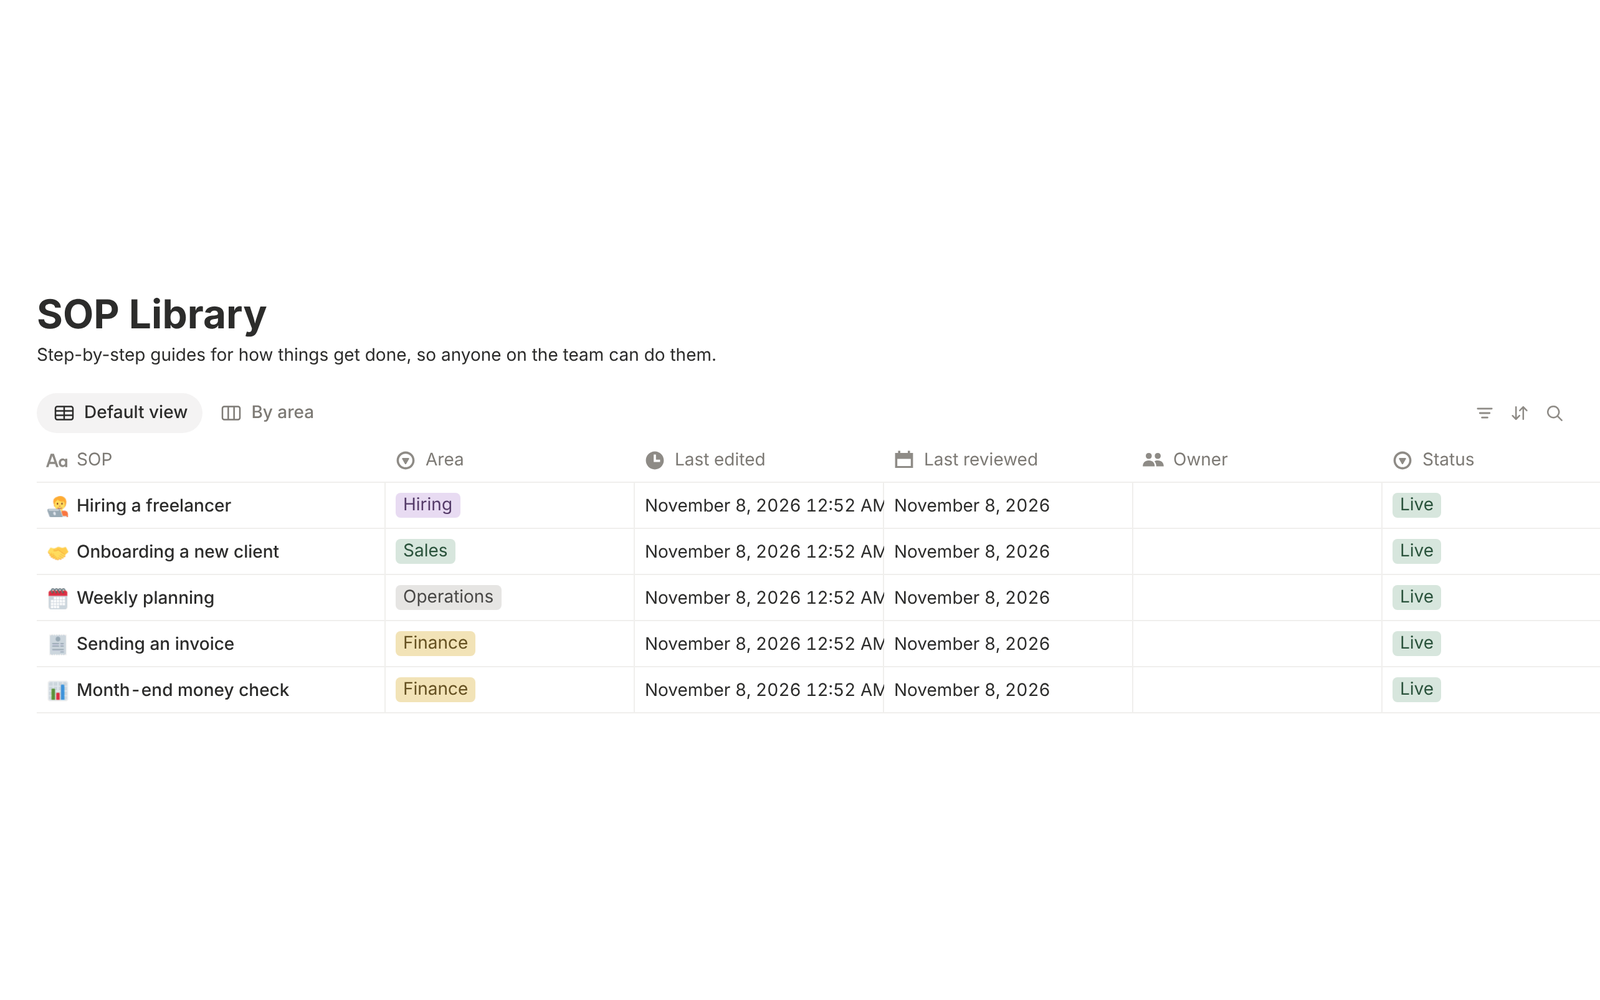 SOP Library
Step-by-step guides for how things get done, so anyone on the team can do them.
Default view By area
Aa SOP Area Last edited Last reviewed Owner Status
Hiring a freelancer Hiring November 8, 2026 12:52 AM November 8, 2026 Live
Onboarding a new client Sales November 8, 2026 12:52 AM November 8, 2026 Live
Weekly planning Operations November 8, 2026 12:52 AM November 8, 2026 Live
Sending an invoice Finance November 8, 2026 12:52 AM November 8, 2026 Live
Month-end money check Finance November 8, 2026 12:52 AM November 8, 2026 Live